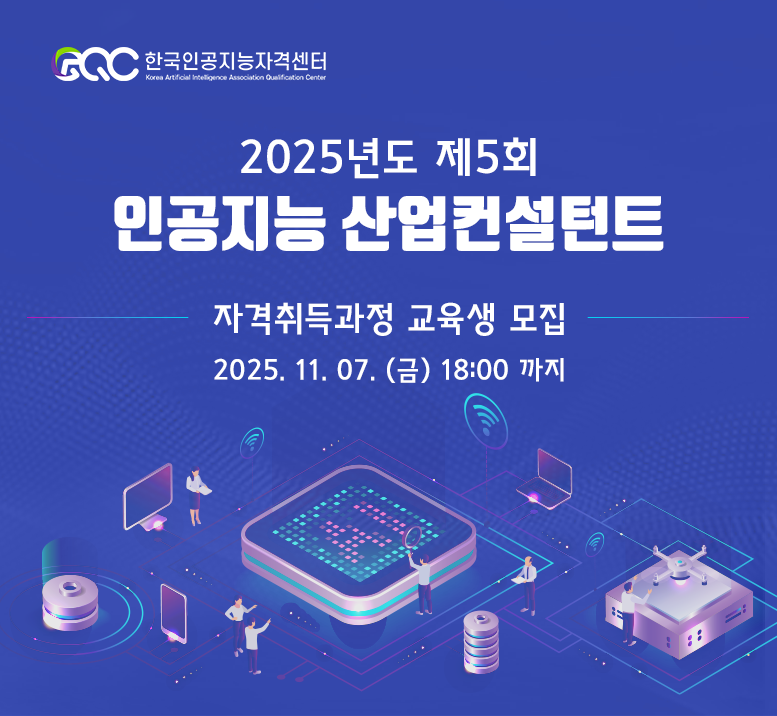 GQC 한국인공지능자격센터
Korea Artificial Intelligence Association Qualification Center
2025년도 제5회
인공지능 산업컨설턴트
자격취득과정 교육생 모집
2025. 11. 07. (금) 18:00 까지